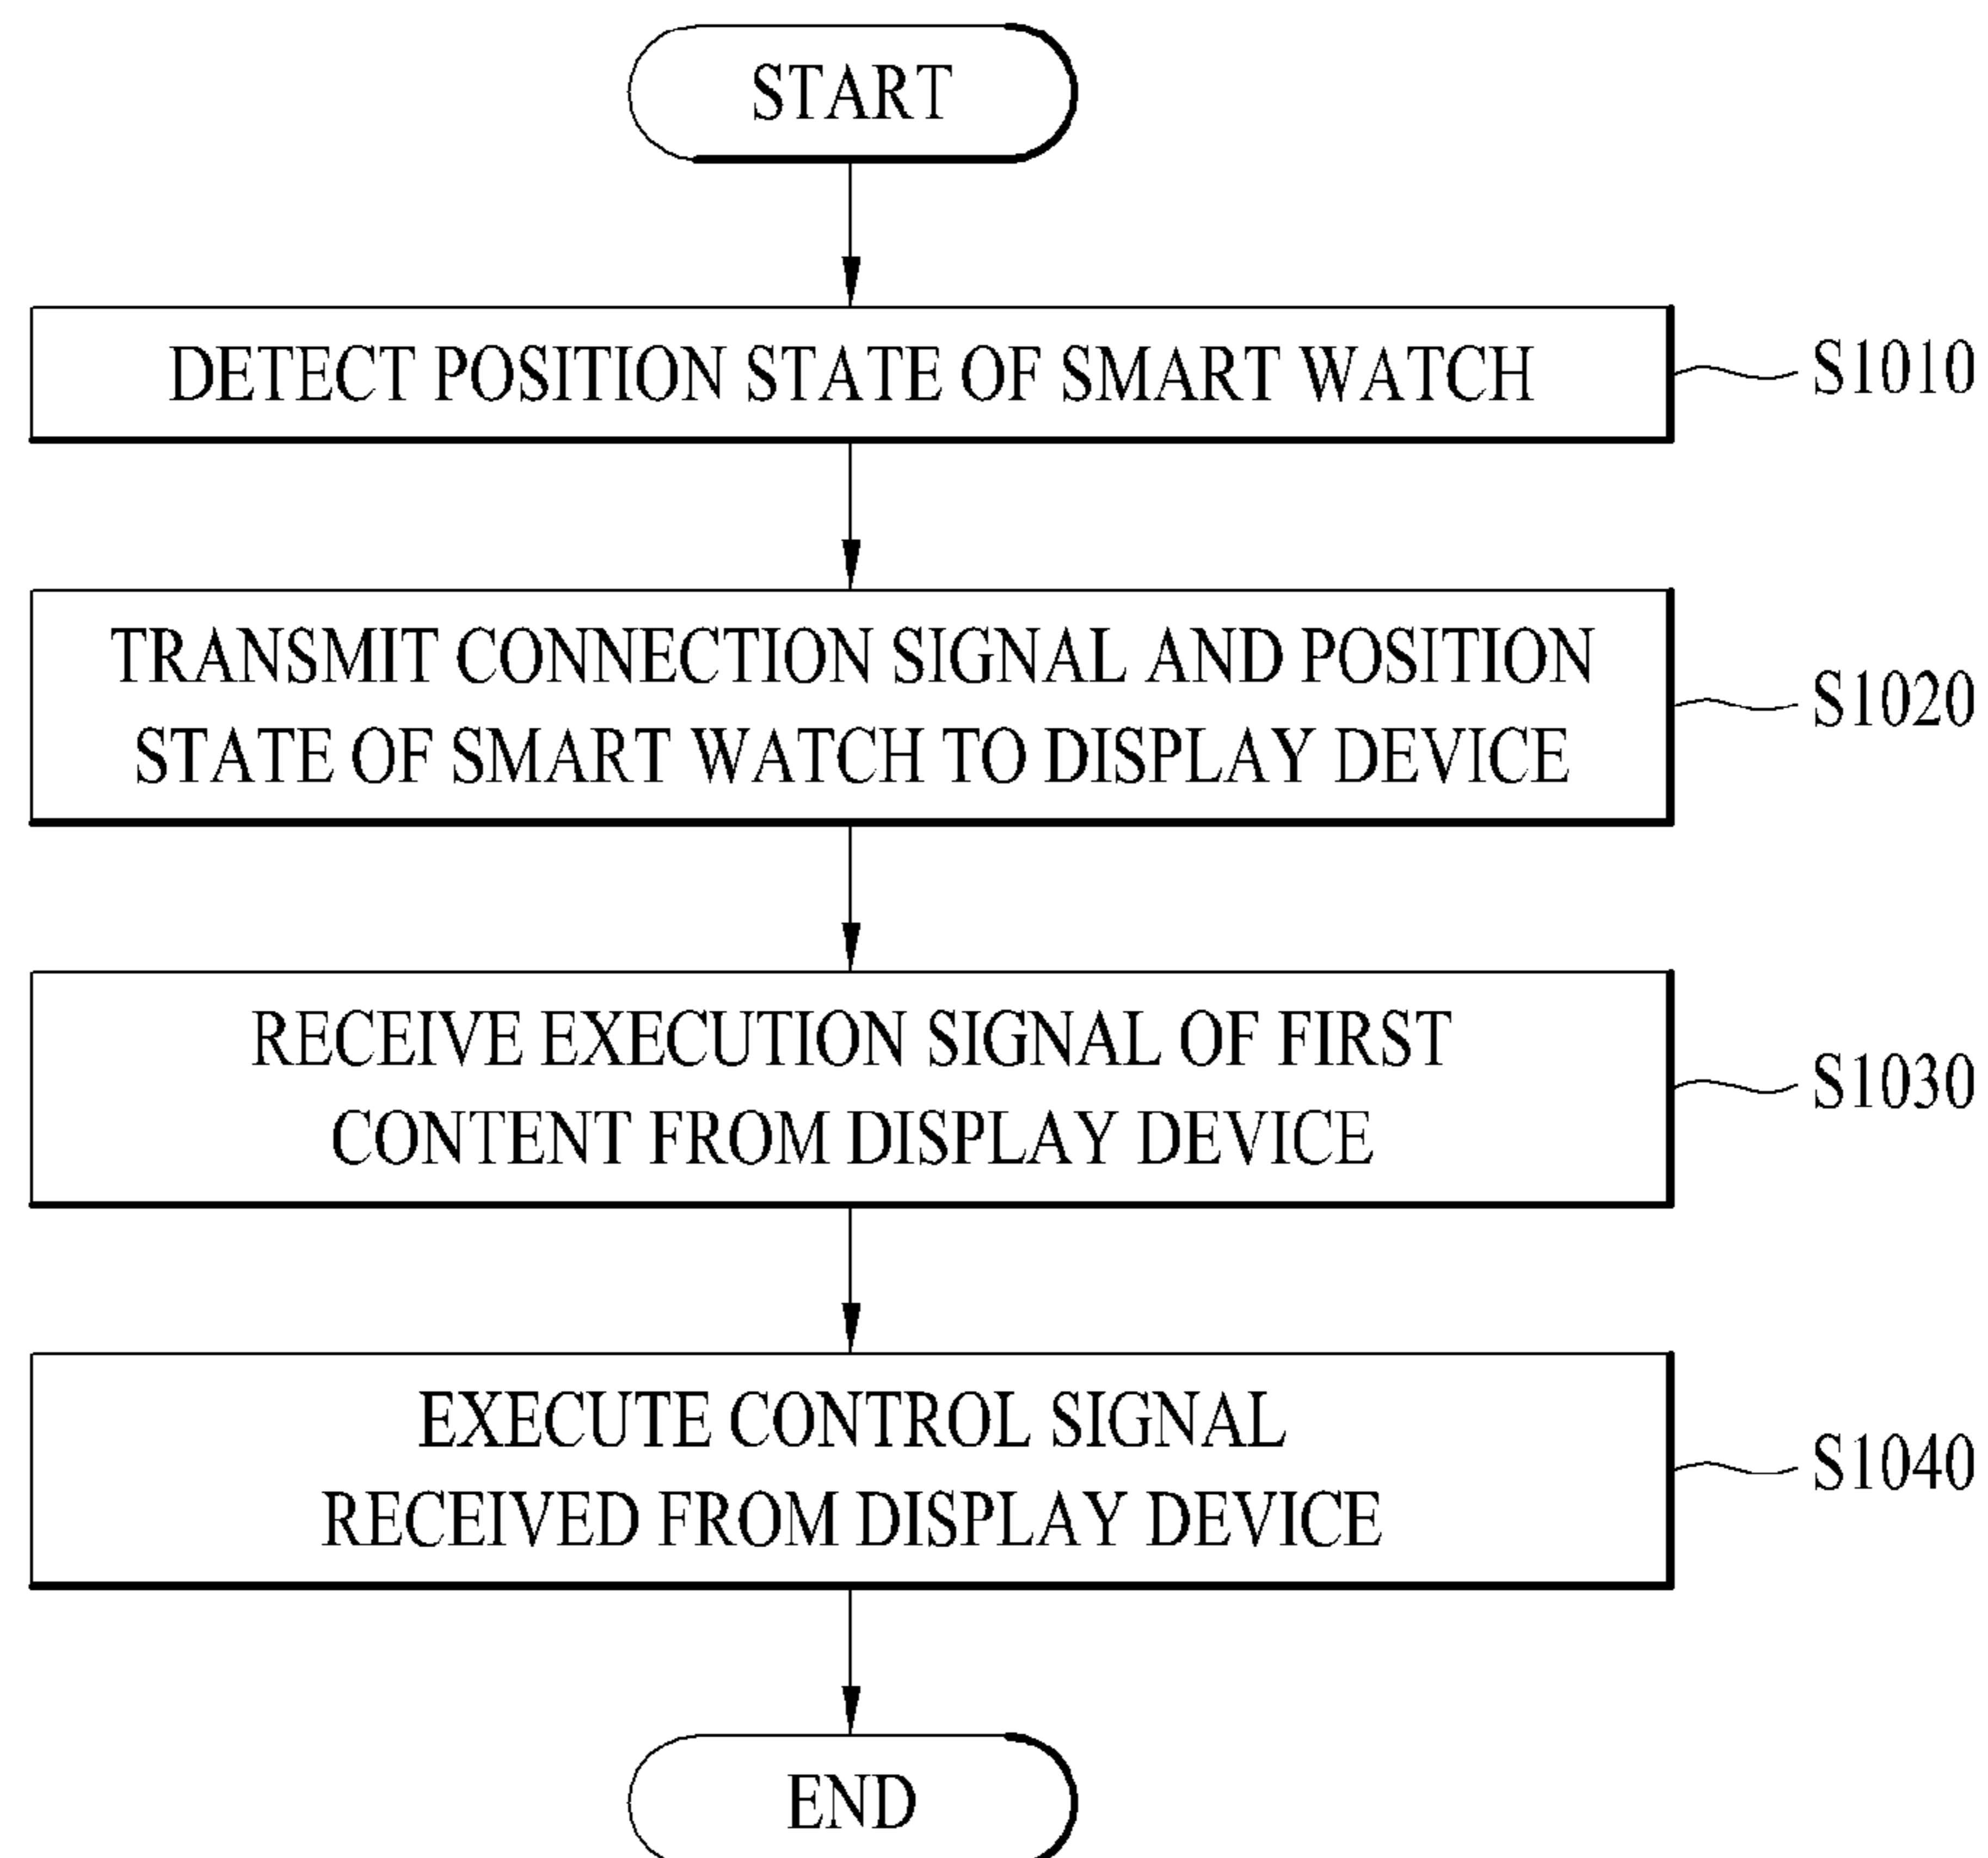 START
DETECT POSITION STATE OF SMART WATCH
S1010
TRANSMIT CONNECTION SIGNAL AND POSITION
STATE OF SMART WATCH TO DISPLAY DEVICE
S1020
RECEIVE EXECUTION SIGNAL OF FIRST
CONTENT FROM DISPLAY DEVICE
S1030
EXECUTE CONTROL SIGNAL
RECEIVED FROM DISPLAY DEVICE
S1040
END